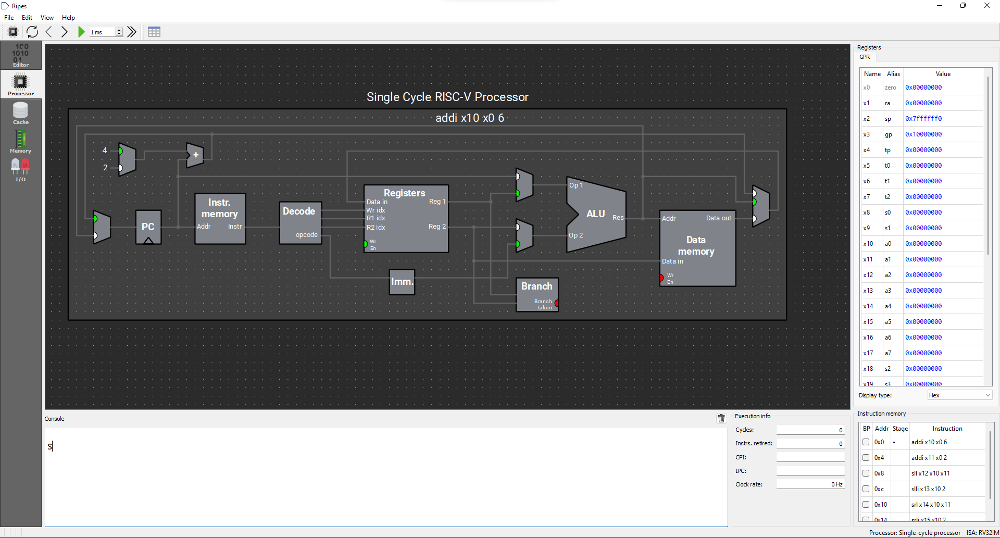 Ripes
File Edit View Help
1 ms
Editor
Processor
Cache
Memory
I/O
Single Cycle RISC-V Processor
addi x10 x0 6
4
2
+
PC
Instr.
memory
Addr Instr
Decode
opcode
Registers
Data in Reg 1
Wr idx
R1 idx
R2 idx Reg 2
Wr
En
Imm.
Op 1
ALU
Res
Op 2
Branch
Branch
taken
Addr Data out
Data
memory
Data in
Wr
En
Registers
GPR
Name Alias Value
x0 zero 0x00000000
x1 ra 0x00000000
x2 sp 0x7ffffff0
x3 gp 0x10000000
x4 tp 0x00000000
x5 t0 0x00000000
x6 t1 0x00000000
x7 t2 0x00000000
x8 s0 0x00000000
x9 s1 0x00000000
x10 a0 0x00000000
x11 a1 0x00000000
x12 a2 0x00000000
x13 a3 0x00000000
x14 a4 0x00000000
x15 a5 0x00000000
x16 a6 0x00000000
x17 a7 0x00000000
x18 s2 0x00000000
x19 s3 0x00000000
Display type: Hex
Console
S
Execution info
Cycles: 0
Instrs. retired: 0
CPI:
IPC:
Clock rate: 0 Hz
Instruction memory
BP Addr Stage Instruction
0x0 • addi x10 x0 6
0x4 addi x11 x0 2
0x8 sll x12 x10 x11
0xc slli x13 x10 2
0x10 srl x14 x10 x11
0x14 srli x15 x10 2
Processor: Single-cycle processor ISA: RV32IM